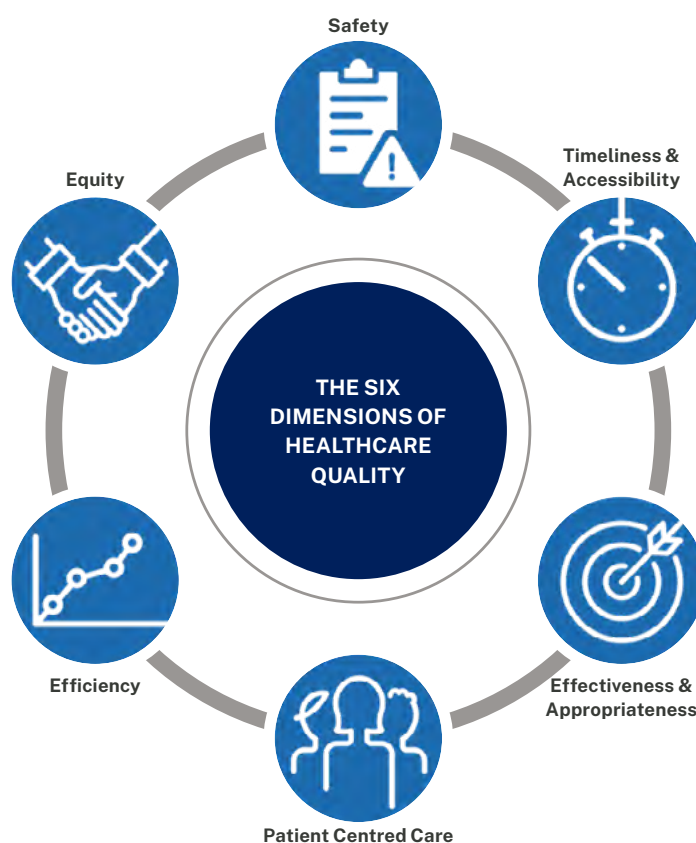 Safety
Timeliness &
Accessibility
Equity
THE SIX
DIMENSIONS OF
HEALTHCARE
QUALITY
Efficiency
Effectiveness &
Appropriateness
Patient Centred Care